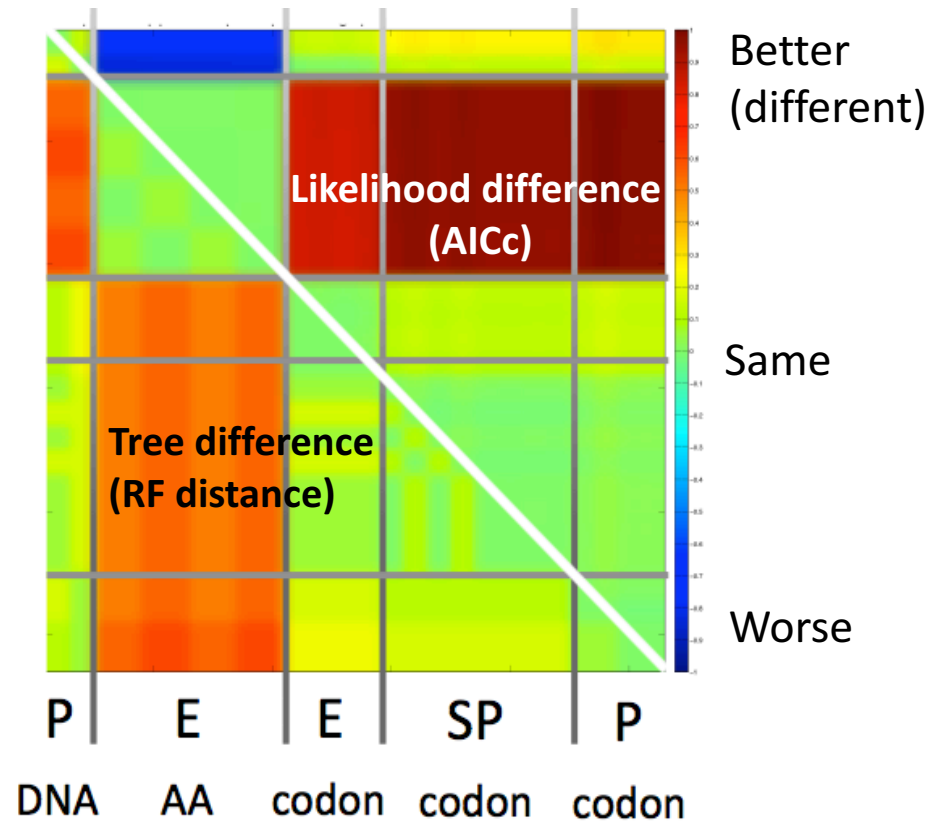 Better
(different)
Likelihood difference
(AICc)
Same
Tree difference
(RF distance)
Worse
P E E SP P
DNA AA codon codon codon